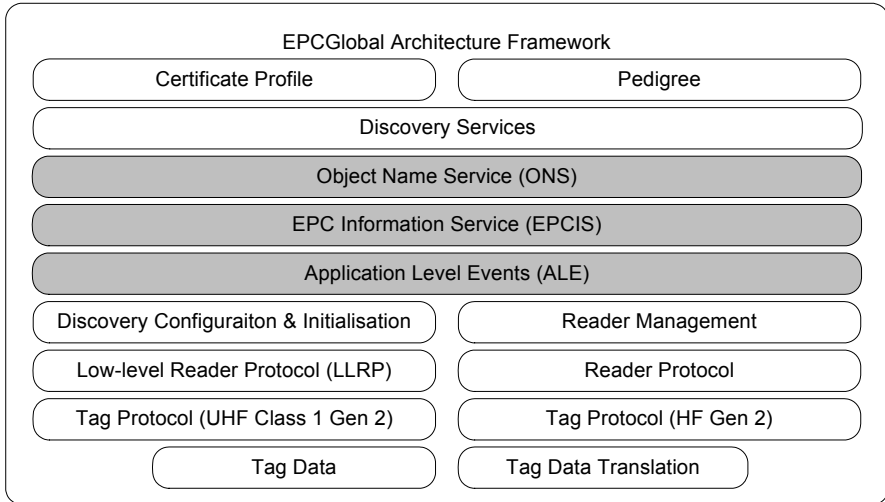 EPCGlobal Architecture Framework
Certificate Profile
Pedigree
Discovery Services
Object Name Service (ONS)
EPC Information Service (EPCIS)
Application Level Events (ALE)
Discovery Configuraiton & Initialisation
Reader Management
Low-level Reader Protocol (LLRP)
Reader Protocol
Tag Protocol (UHF Class 1 Gen 2)
Tag Protocol (HF Gen 2)
Tag Data
Tag Data Translation